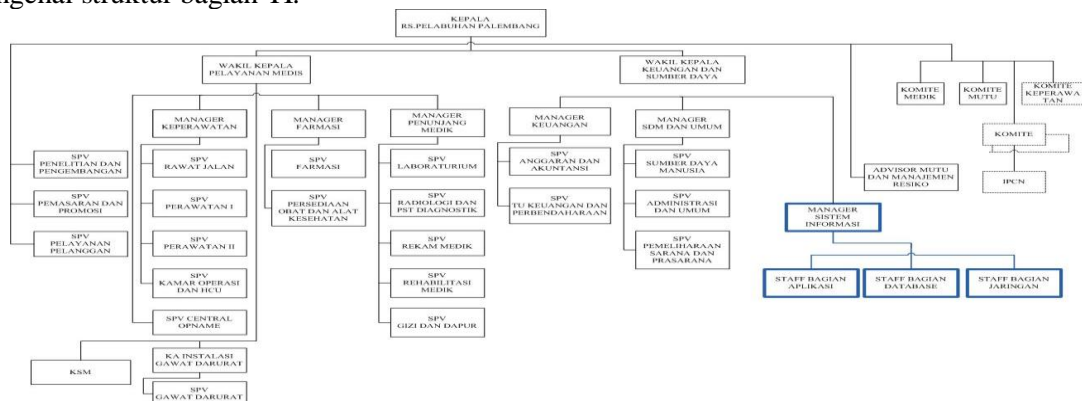 ngenai struktur bagian TI.
KEPALA
RS.PELABUHAN PALEMBANG
WAKIL KEPALA
PELAYANAN MEDIS
WAKIL KEPALA
KEUANGAN DAN
SUMBER DAYA
KOMITE
MEDIK
KOMITE
MUTU
KOMITE
KEPERAWA
TAN
MANAGER
KEPERAWATAN
MANAGER
FARMASI
MANAGER
PENUNJANG
MEDIK
MANAGER
KEUANGAN
MANAGER
SDM DAN UMUM
KOMITE
SPV
PENELITIAN DAN
PENGEMBANGAN
SPV
RAWAT JALAN
SPV
FARMASI
SPV
LABORATURIUM
SPV
ANGGARAN DAN
AKUNTANSI
SPV
SUMBER DAYA
MANUSIA
ADVISOR MUTU
DAN MANAJEMEN
RESIKO
IPCN
SPV
PEMASARAN DAN
PROMOSI
SPV
PERAWATAN I
SPV
PERSEDIAAN
OBAT DAN ALAT
KESEHATAN
SPV
RADIOLOGI DAN
PST DIAGNOSTIK
SPV
TU KEUANGAN DAN
PERBENDAHARAAN
SPV
ADMINISTRASI
DAN UMUM
MANAGER
SISTEM
INFORMASI
SPV
PELAYANAN
PELANGGAN
SPV
PERAWATAN II
SPV
REKAM MEDIK
SPV
PEMELIHARAAN
SARANA DAN
PRASARANA
SPV
KAMAR OPERASI
DAN HCU
SPV
REHABILITASI
MEDIK
STAFF BAGIAN
APLIKASI
STAFF BAGIAN
DATABASE
STAFF BAGIAN
JARINGAN
SPV CENTRAL
OPNAME
SPV
GIZI DAN DAPUR
KSM
KA INSTALASI
GAWAT DARURAT
SPV
GAWAT DARURAT